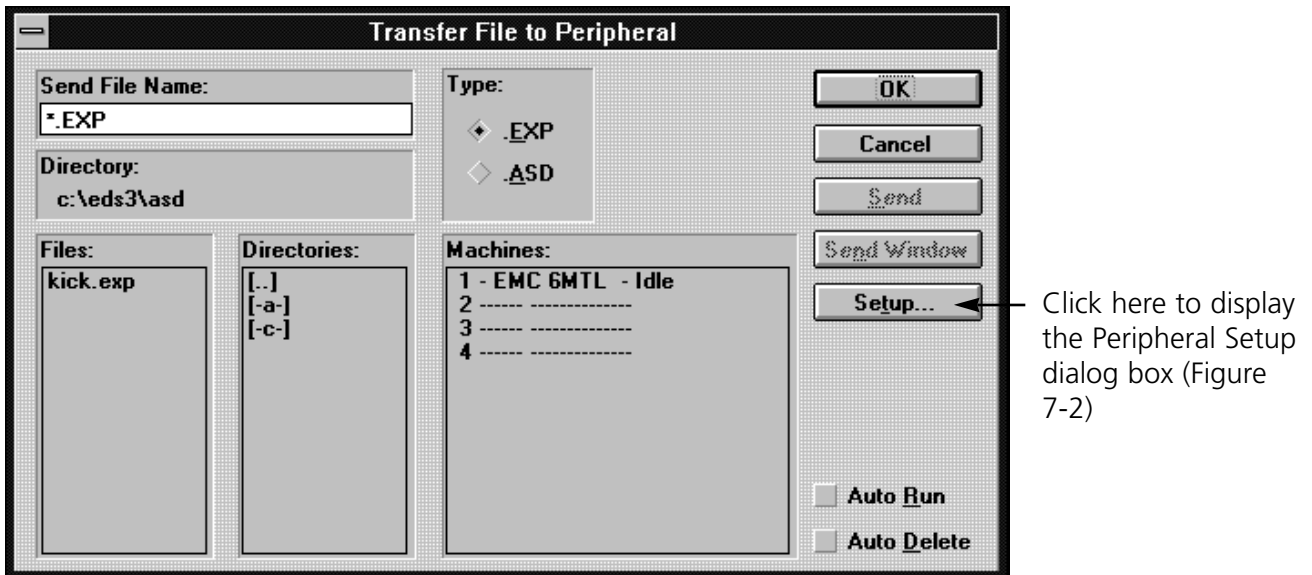 Transfer File to Peripheral
Send File Name:
*.EXP
Directory:
c:\eds3\asd
Type:
.EXP
.ASD
OK
Cancel
Send
Send Window
Setup...
Files:
kick.exp
Directories:
[..]
[-a-]
[-c-]
Machines:
1 - EMC 6MTL - Idle
2 ------ -------------
3 ------ -------------
4 ------ -------------
Auto Run
Auto Delete
Click here to display
the Peripheral Setup
dialog box (Figure
7-2)